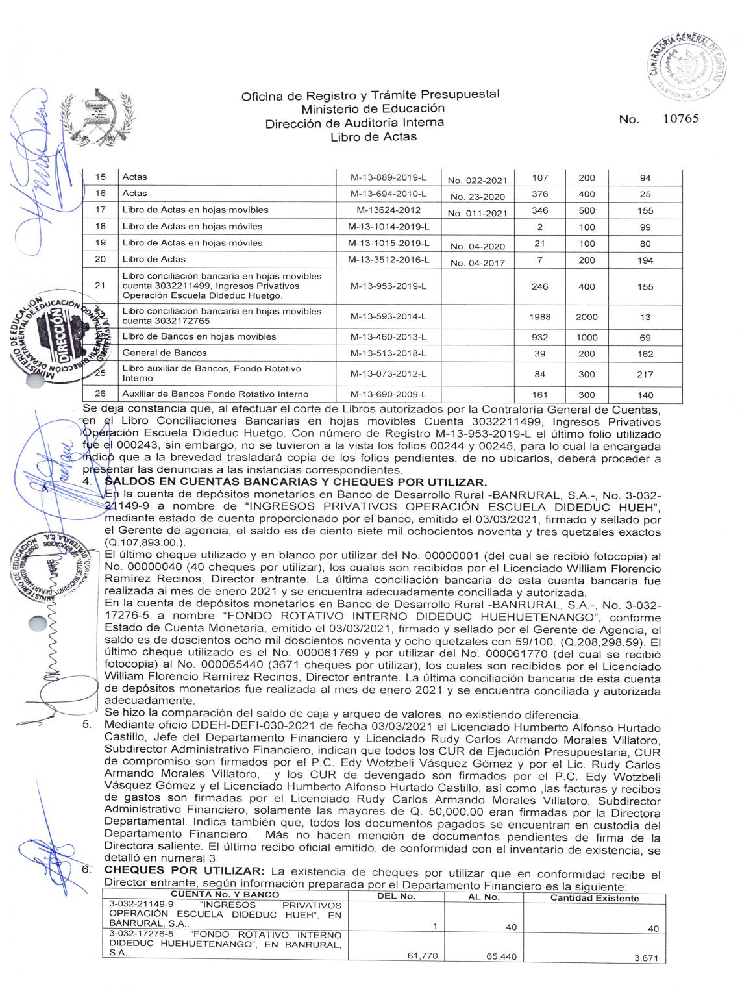 CONTRALORIA GENERAL DE CUENTAS
Guatemala, C. A.
Oficina de Registro y Trámite Presupuestal
Ministerio de Educación
Dirección de Auditoría Interna
Libro de Actas
No. 10765
15 Actas M-13-889-2019-L No. 022-2021 107 200 94
16 Actas M-13-694-2010-L No. 23-2020 376 400 25
17 Libro de Actas en hojas movíbles M-13624-2012 No. 011-2021 346 500 155
18 Libro de Actas en hojas móviles M-13-1014-2019-L 2 100 99
19 Libro de Actas en hojas móviles M-13-1015-2019-L No. 04-2020 21 100 80
20 Libro de Actas M-13-3512-2016-L No. 04-2017 7 200 194
21 Libro conciliación bancaria en hojas movibles
cuenta 3032211499, Ingresos Privativos
Operación Escuela Dideduc Huetgo. M-13-953-2019-L 246 400 155
Libro conciliación bancaria en hojas movibles
cuenta 3032172765 M-13-593-2014-L 1988 2000 13
Libro de Bancos en hojas movibles M-13-460-2013-L 932 1000 69
General de Bancos M-13-513-2018-L 39 200 162
25 Libro auxiliar de Bancos, Fondo Rotativo
Interno M-13-073-2012-L 84 300 217
26 Auxiliar de Bancos Fondo Rotativo Interno M-13-690-2009-L 161 300 140
MINISTERIO DE EDUCACIÓN
DIRECCIÓN DEPARTAMENTAL DE EDUCACIÓN
HUEHUETENANGO
DIRECCIÓN
GUATEMALA, C.A.
Se deja constancia que, al efectuar el corte de Libros autorizados por la Contraloría General de Cuentas,
en el Libro Conciliaciones Bancarias en hojas movibles Cuenta 3032211499, Ingresos Privativos
Operación Escuela Dideduc Huetgo. Con número de Registro M-13-953-2019-L el último folio utilizado
fue el 000243, sin embargo, no se tuvieron a la vista los folios 00244 y 00245, para lo cual la encargada
indicó que a la brevedad trasladará copia de los folios pendientes, de no ubicarlos, deberá proceder a
presentar las denuncias a las instancias correspondientes.
4. SALDOS EN CUENTAS BANCARIAS Y CHEQUES POR UTILIZAR.
En la cuenta de depósitos monetarios en Banco de Desarrollo Rural -BANRURAL, S.A.-, No. 3-032-
21149-9 a nombre de “INGRESOS PRIVATIVOS OPERACIÓN ESCUELA DIDEDUC HUEH”,
mediante estado de cuenta proporcionado por el banco, emitido el 03/03/2021, firmado y sellado por
el Gerente de agencia, el saldo es de ciento siete mil ochocientos noventa y tres quetzales exactos
(Q.107,893.00.).
El último cheque utilizado y en blanco por utilizar del No. 00000001 (del cual se recibió fotocopia) al
No. 00000040 (40 cheques por utilizar), los cuales son recibidos por el Licenciado William Florencio
Ramírez Recinos, Director entrante. La última conciliación bancaria de esta cuenta bancaria fue
realizada al mes de enero 2021 y se encuentra adecuadamente conciliada y autorizada.
En la cuenta de depósitos monetarios en Banco de Desarrollo Rural -BANRURAL, S.A.-, No. 3-032-
17276-5 a nombre “FONDO ROTATIVO INTERNO DIDEDUC HUEHUETENANGO”, conforme
Estado de Cuenta Monetaria, emitido el 03/03/2021, firmado y sellado por el Gerente de Agencia, el
saldo es de doscientos ocho mil doscientos noventa y ocho quetzales con 59/100. (Q.208,298.59). El
último cheque utilizado es el No. 000061769 y por utilizar del No. 000061770 (del cual se recibió
fotocopia) al No. 000065440 (3671 cheques por utilizar), los cuales son recibidos por el Licenciado
William Florencio Ramírez Recinos, Director entrante. La última conciliación bancaria de esta cuenta
de depósitos monetarios fue realizada al mes de enero 2021 y se encuentra conciliada y autorizada
adecuadamente.
Se hizo la comparación del saldo de caja y arqueo de valores, no existiendo diferencia.
5. Mediante oficio DDEH-DEFI-030-2021 de fecha 03/03/2021 el Licenciado Humberto Alfonso Hurtado
Castillo, Jefe del Departamento Financiero y Licenciado Rudy Carlos Armando Morales Villatoro,
Subdirector Administrativo Financiero, indican que todos los CUR de Ejecución Presupuestaria, CUR
de compromiso son firmados por el P.C. Edy Wotzbeli Vásquez Gómez y por el Lic. Rudy Carlos
Armando Morales Villatoro, y los CUR de devengado son firmados por el P.C. Edy Wotzbeli
Vásquez Gómez y el Licenciado Humberto Alfonso Hurtado Castillo, así como ,las facturas y recibos
de gastos son firmadas por el Licenciado Rudy Carlos Armando Morales Villatoro, Subdirector
Administrativo Financiero, solamente las mayores de Q. 50,000.00 eran firmadas por la Directora
Departamental. Indica también que, todos los documentos pagados se encuentran en custodia del
Departamento Financiero. Más no hacen mención de documentos pendientes de firma de la
Directora saliente. El último recibo oficial emitido, de conformidad con el inventario de existencia, se
detalló en numeral 3.
6. CHEQUES POR UTILIZAR: La existencia de cheques por utilizar que en conformidad recibe el
Director entrante, según información preparada por el Departamento Financiero es la siguiente:
CUENTA No. Y BANCO DEL No. AL No. Cantidad Existente
3-032-21149-9 “INGRESOS PRIVATIVOS
OPERACIÓN ESCUELA DIDEDUC HUEH”, EN
BANRURAL, S.A.. 1 40 40
3-032-17276-5 “FONDO ROTATIVO INTERNO
DIDEDUC HUEHUETENANGO”, EN BANRURAL,
S.A.. 61,770 65,440 3,671